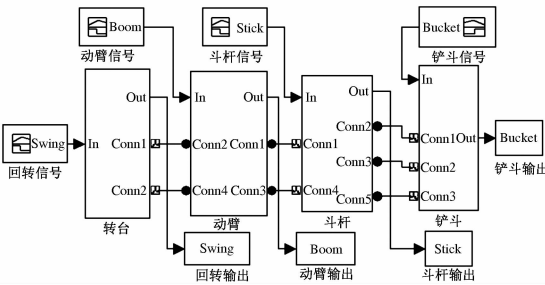 Boom
动臂信号
Stick
斗杆信号
Bucket
铲斗信号
Swing
回转信号
In
Out
Conn1
Conn2
转台
In
Out
Conn2
Conn1
Conn4
Conn3
动臂
In
Out
Conn1
Conn2
Conn3
Conn4
Conn5
斗杆
In
Conn1
Out
Conn2
Conn3
铲斗
Bucket
铲斗输出
Swing
回转输出
Boom
动臂输出
Stick
斗杆输出